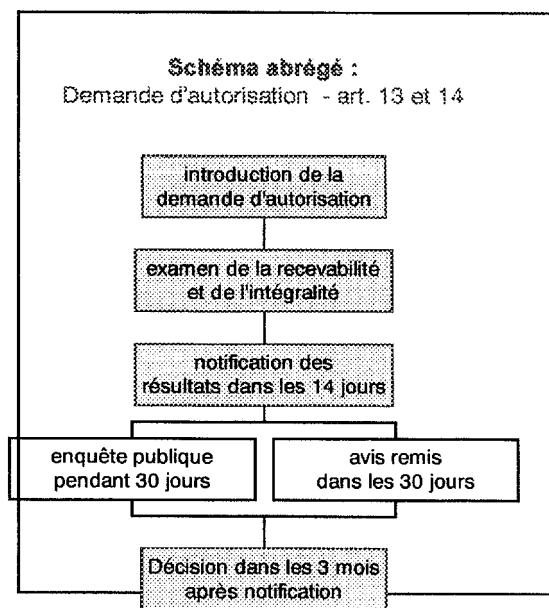 Schéma abrégé :
Demande d'autorisation - art. 13 et 14
introduction de la
demande d'autorisation
examen de la recevabilité
et de l'intégralité
notification des
résultats dans les 14 jours
enquête publique
pendant 30 jours
avis remis
dans les 30 jours
Décision dans les 3 mois
après notification